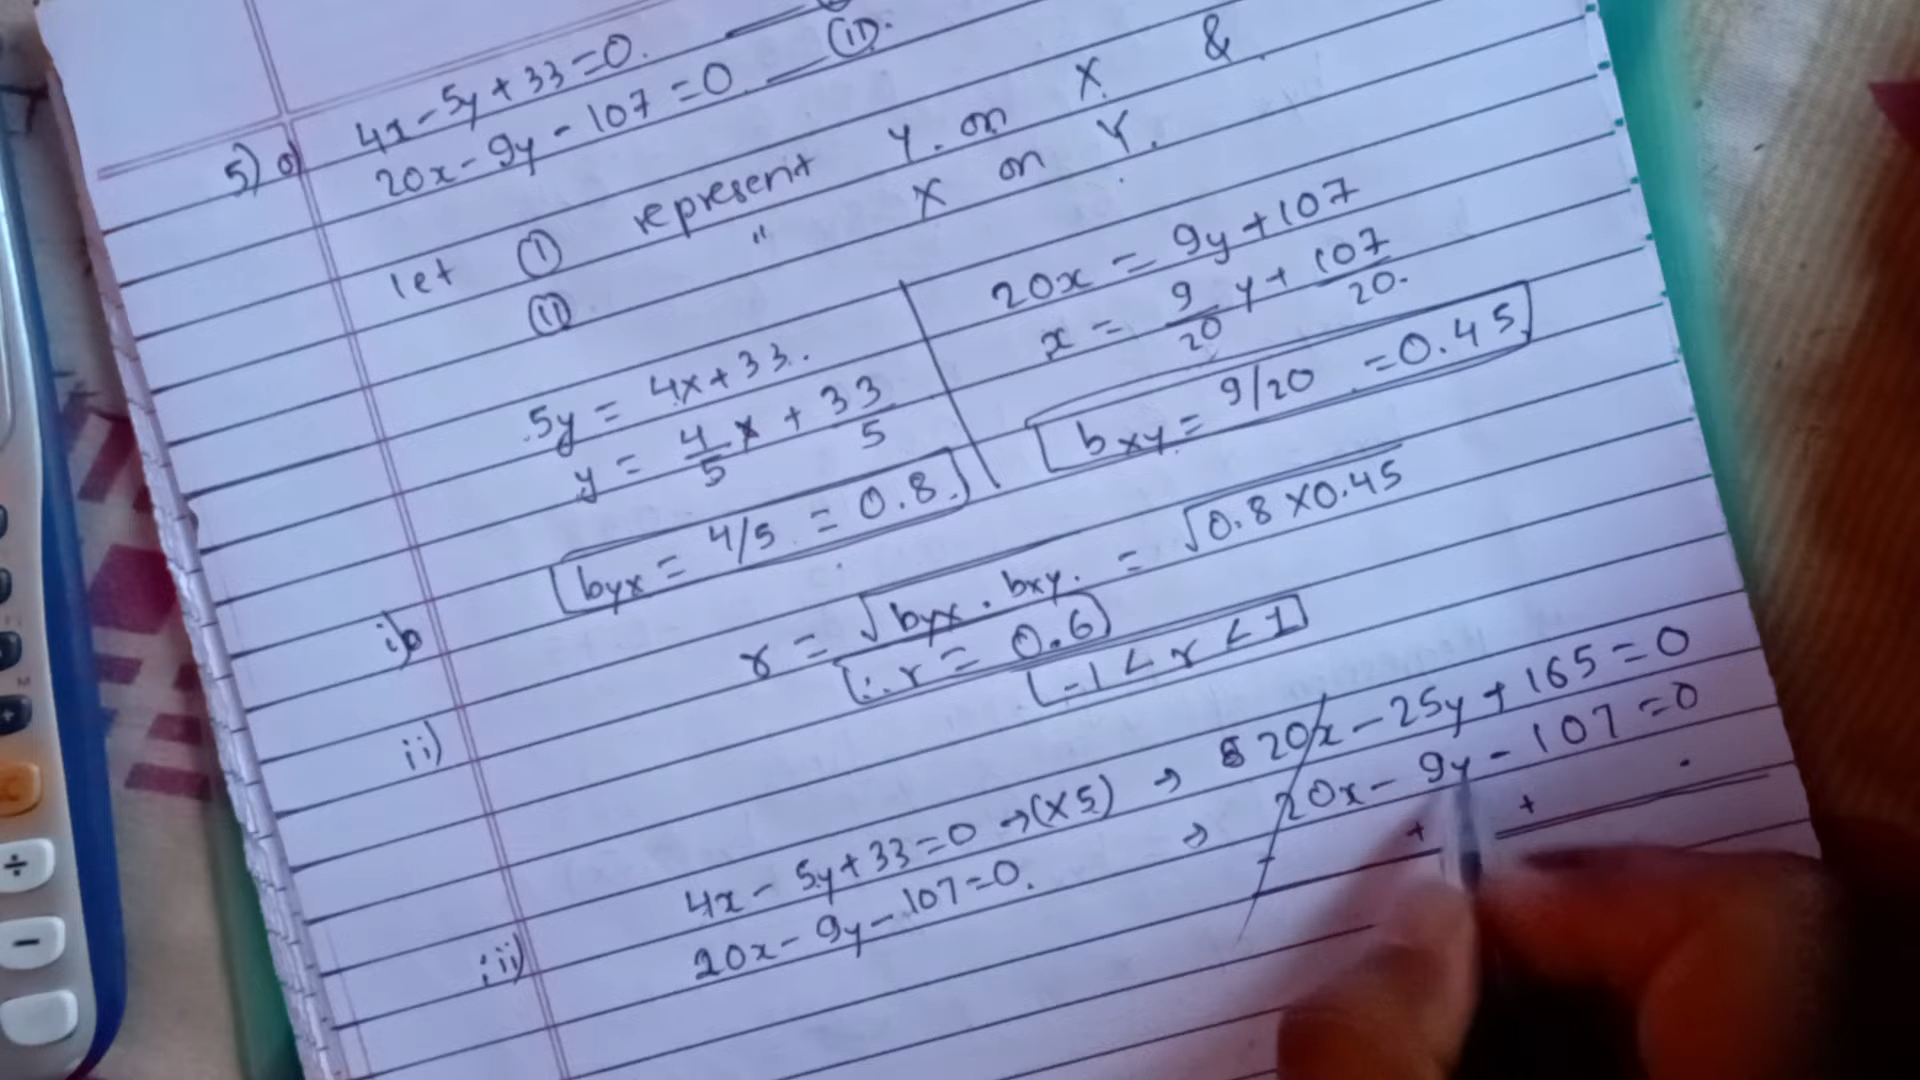 5) a) 4x - 5y + 33 = 0.
20x - 9y - 107 = 0 — (ii).
let (i) represent Y. on X &
(ii) " X on Y.
5y = 4x + 33.
y = 4/5 x + 33/5
byx = 4/5 = 0.8.
20x = 9y + 107
x = 9/20 y + 107/20.
bxy = 9/20 = 0.45
i) r = √byx . bxy. = √0.8 × 0.45
∴ r = 0.6
ii) -1 < r < 1
iii) 4x - 5y + 33 = 0 → (×5) → 20x - 25y + 165 = 0
20x - 9y - 107 = 0. → 20x - 9y - 107 = 0
- + +